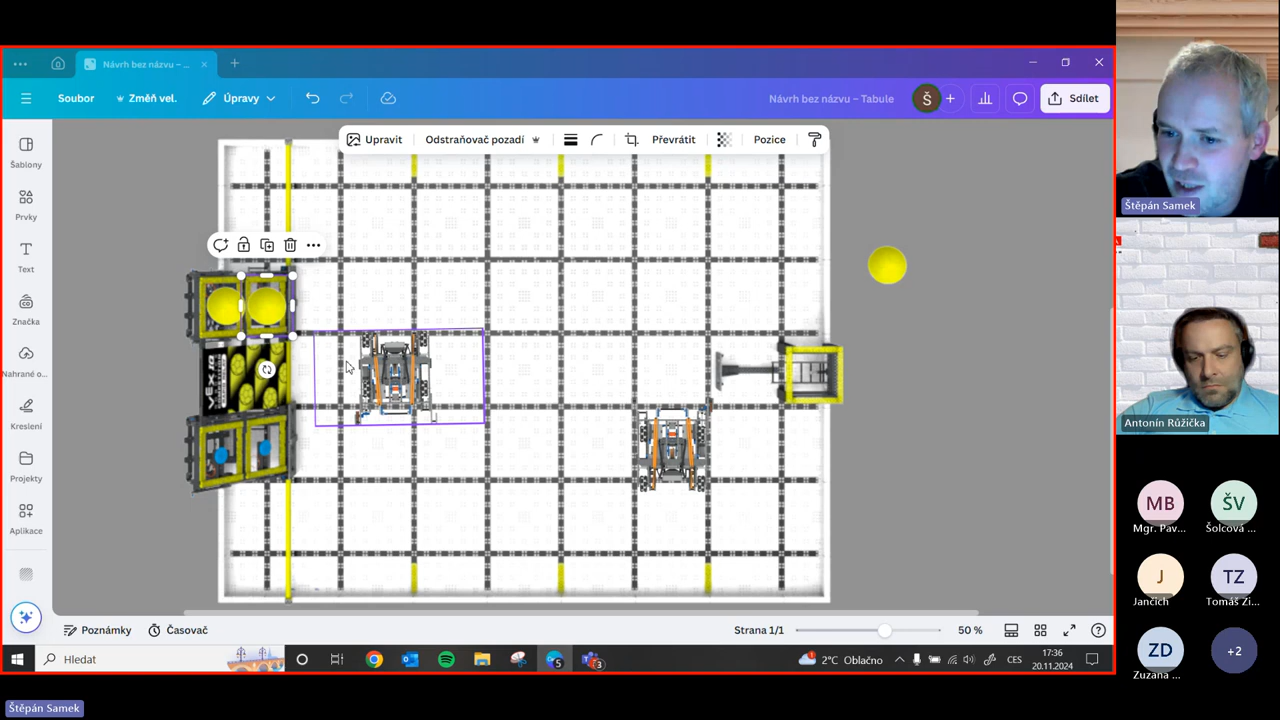 Návrh bez názvu – ...
Soubor
Změň vel.
Úpravy
Návrh bez názvu – Tabule
Š
Sdílet
Upravit
Odstraňovač pozadí
Převrátit
Pozice
Šablony
Prvky
Text
Značka
Nahrané o...
Kreslení
Projekty
Aplikace
Poznámky
Časovač
Strana 1/1
50 %
Hledat
5
3
2°C Oblačno
CES
17:36
20.11.2024
Štěpán Samek
Antonín Růžička
MB
Mgr. Pav...
ŠV
Šolcová ...
J
Jančich
TZ
Tomáš Ži...
ZD
Zuzana ...
+2
Štěpán Samek